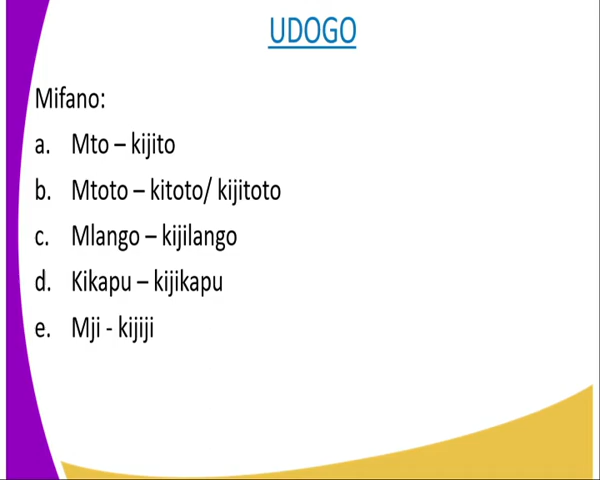 UDOGO
Mifano:
a. Mto – kijito
b. Mtoto – kitoto/ kijitoto
c. Mlango – kijilango
d. Kikapu – kijikapu
e. Mji - kijiji